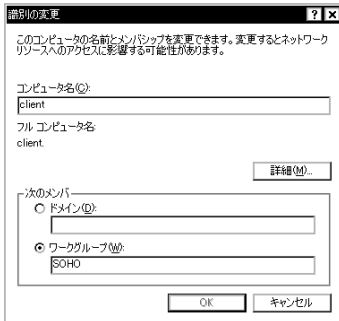 識別の変更
このコンピュータの名前とメンバシップを変更できます。変更するとネットワーク
リソースへのアクセスに影響する可能性があります。
コンピュータ名(C):
client
フル コンピュータ名:
client.
詳細(M)...
次のメンバ
ドメイン(D):
ワークグループ(W):
SOHO
OK
キャンセル